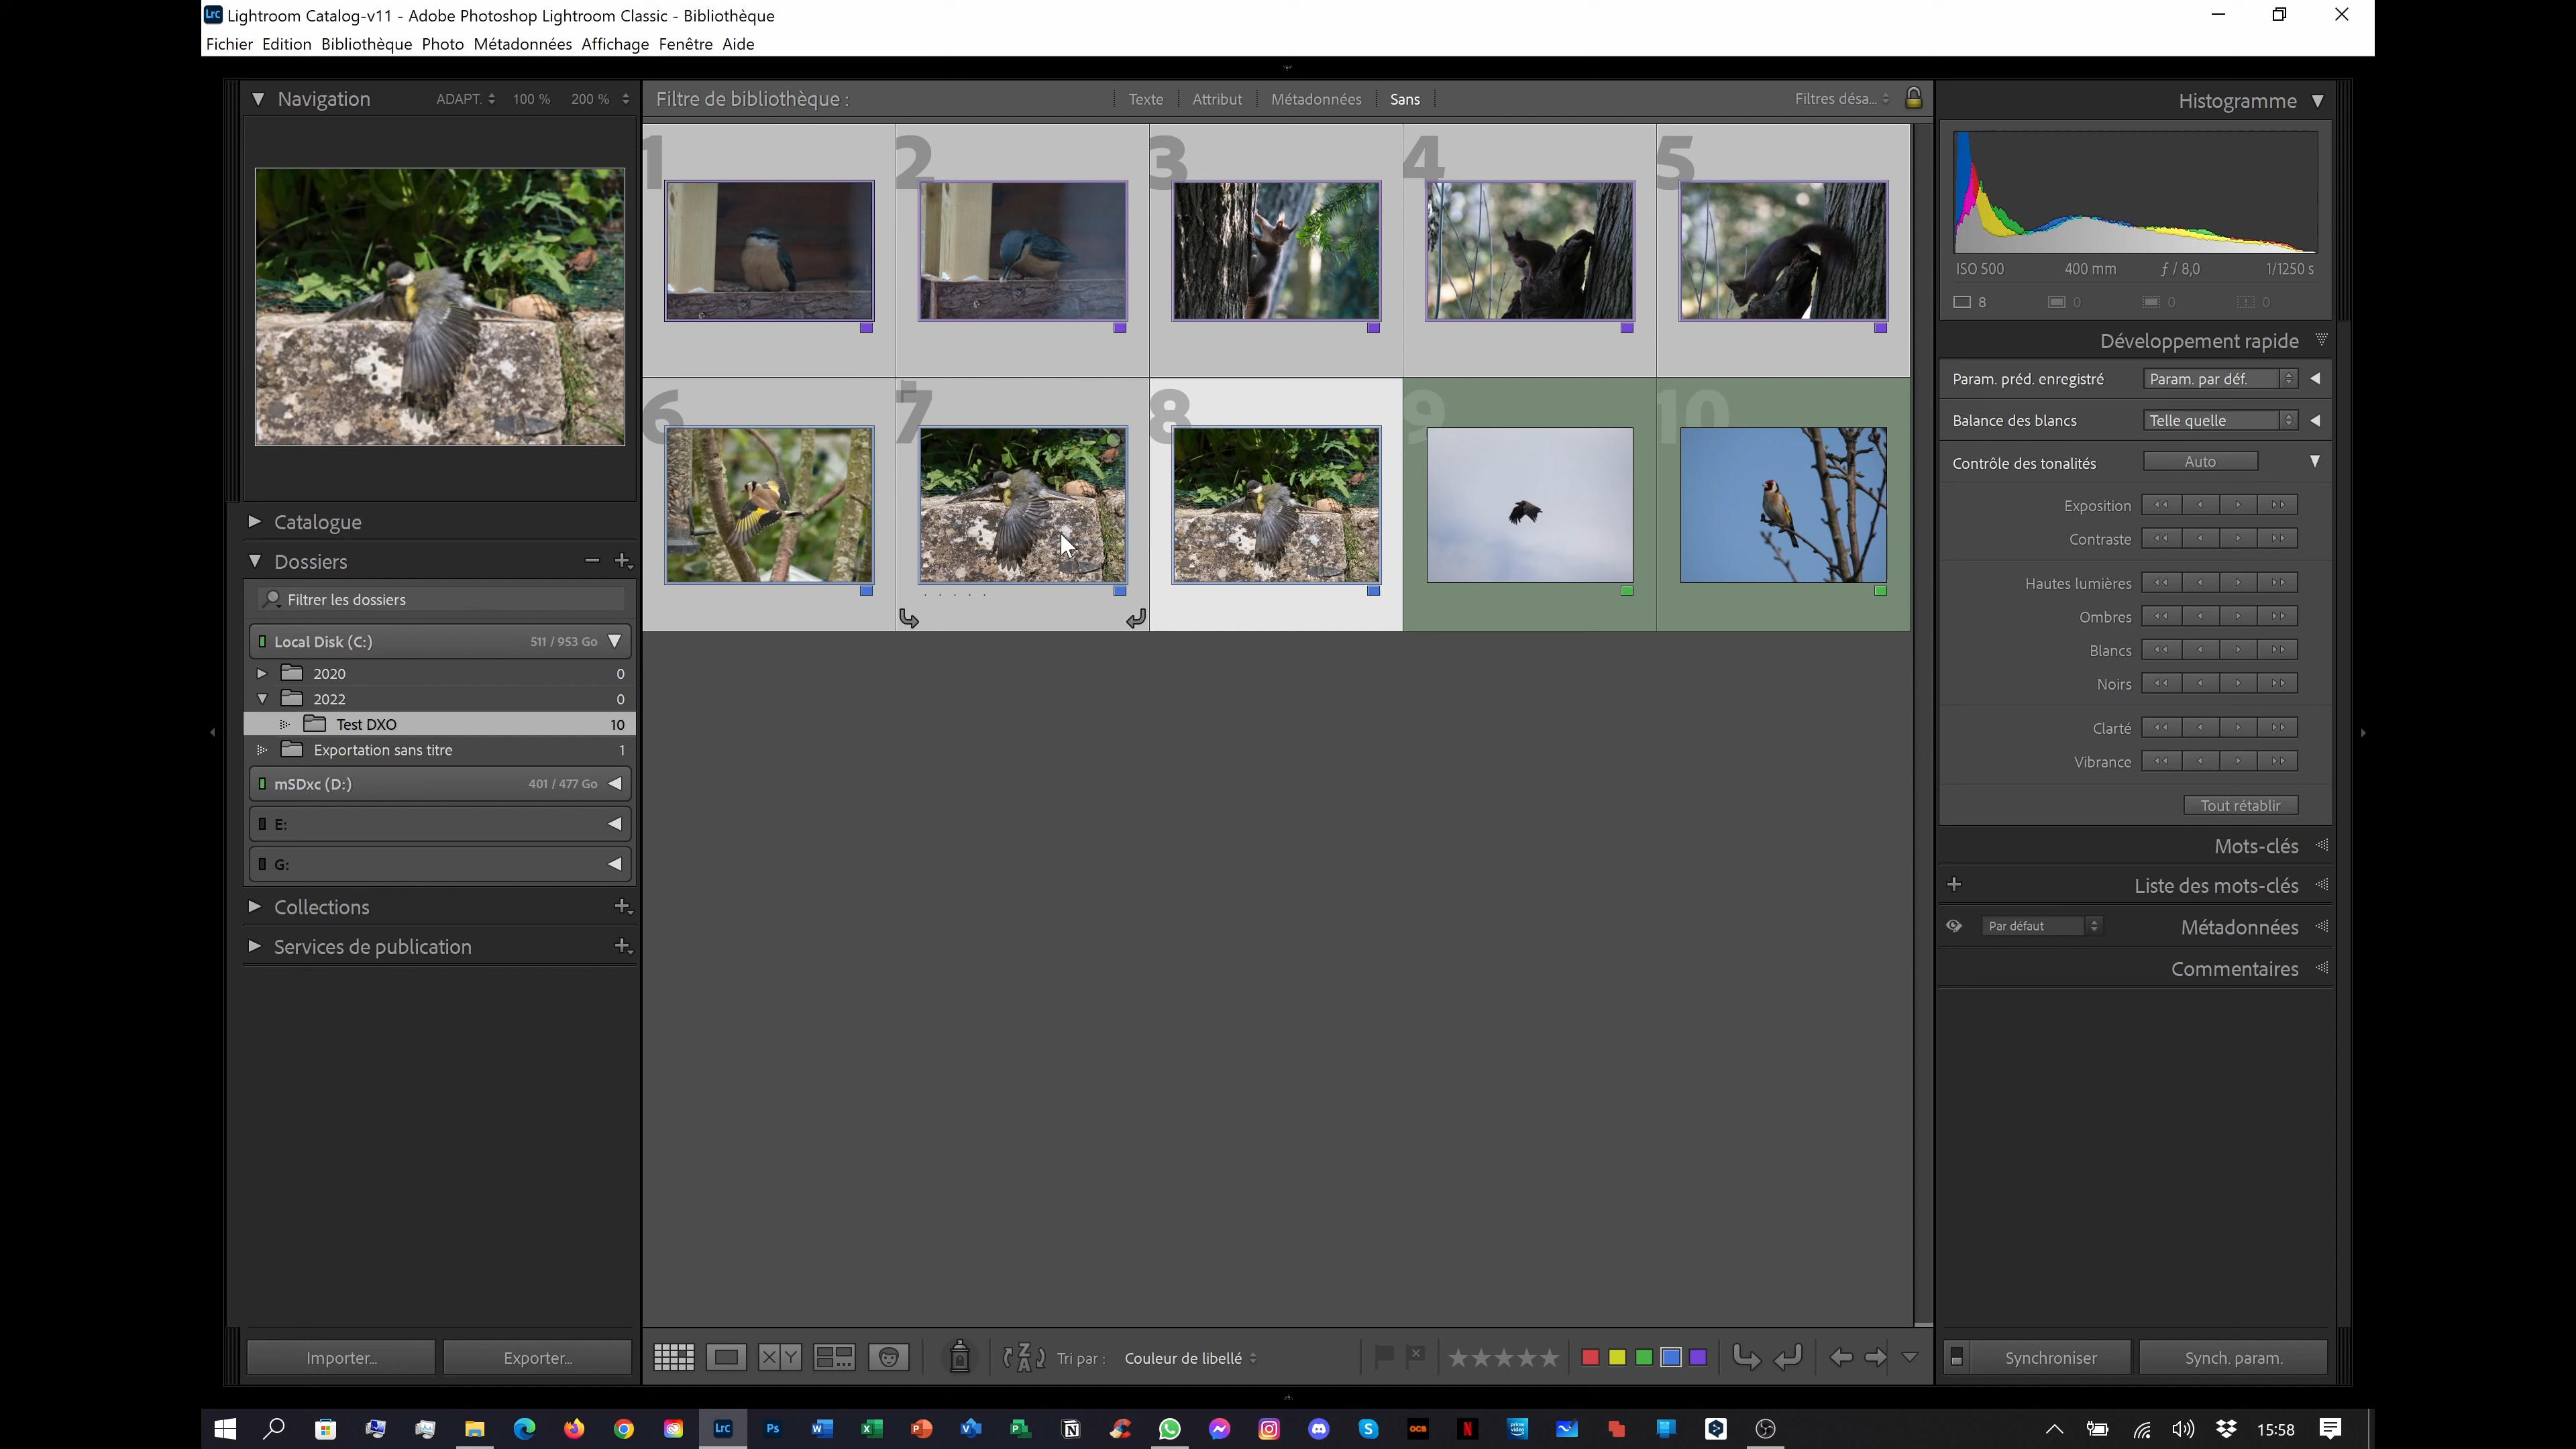 Lightroom Catalog-v11 - Adobe Photoshop Lightroom Classic - Bibliothèque
Fichier Edition Bibliothèque Photo Métadonnées Affichage Fenêtre Aide
Navigation ADAPT. 100 % 200 %
Filtre de bibliothèque : Texte Attribut Métadonnées Sans Filtres désa...
Histogramme
1 2 3 4 5
ISO 500 400 mm ƒ / 8,0 1/1250 s
8 0 0 0
Développement rapide
Param. préd. enregistré Param. par déf.
Balance des blancs Telle quelle
6 7 8 9 10
Contrôle des tonalités Auto
Exposition
Contraste
Hautes lumières
Ombres
Blancs
Noirs
Clarté
Vibrance
Tout rétablir
Mots-clés
Liste des mots-clés
Par défaut Métadonnées
Commentaires
Catalogue
Dossiers
Filtrer les dossiers
Local Disk (C:) 511 / 953 Go
2020 0
2022 0
Test DXO 10
Exportation sans titre 1
mSDxc (D:) 401 / 477 Go
E:
G:
Collections
Services de publication
Importer... Exporter... X Y Z A Tri par : Couleur de libellé Synchroniser Synch. param.
LrC Ps 15:58